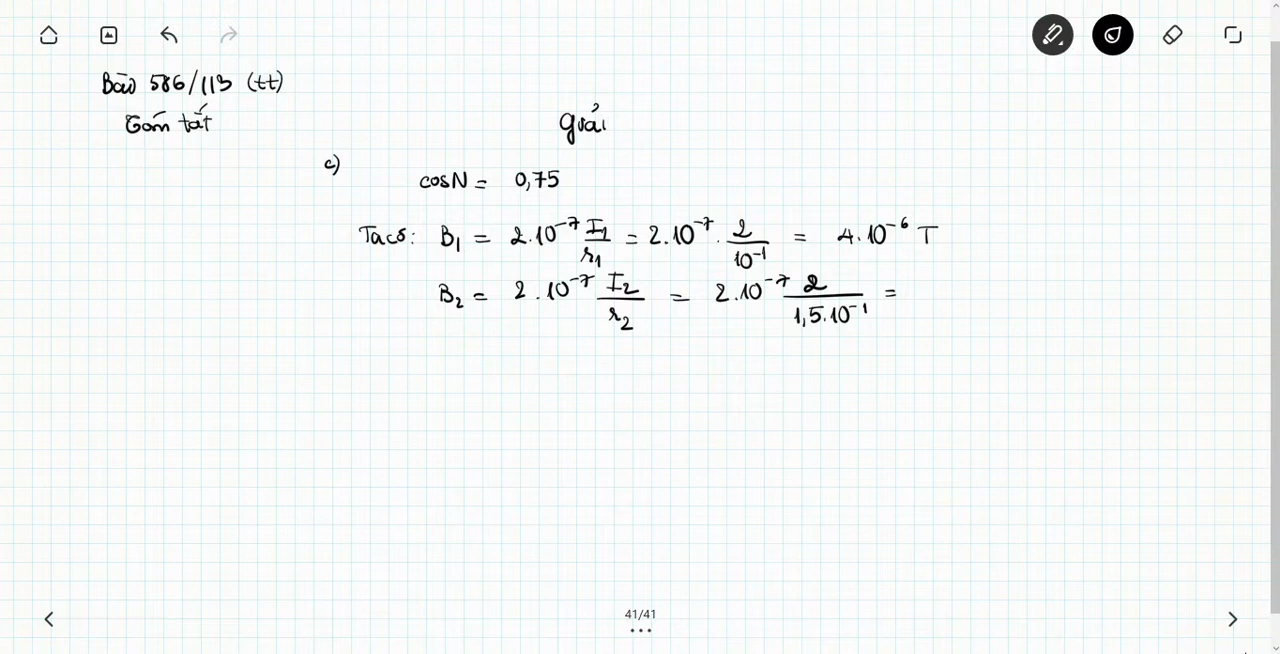 Bài 586/113 (tt)
Tóm tắt
Giải
c)
cosN = 0,75
Ta có: B₁ = 2.10⁻⁷ I₁/r₁ = 2.10⁻⁷. 2/10⁻¹ = 4.10⁻⁶ T
B₂ = 2.10⁻⁷ I₂/r₂ = 2.10⁻⁷ 2/1,5.10⁻¹ =
41/41